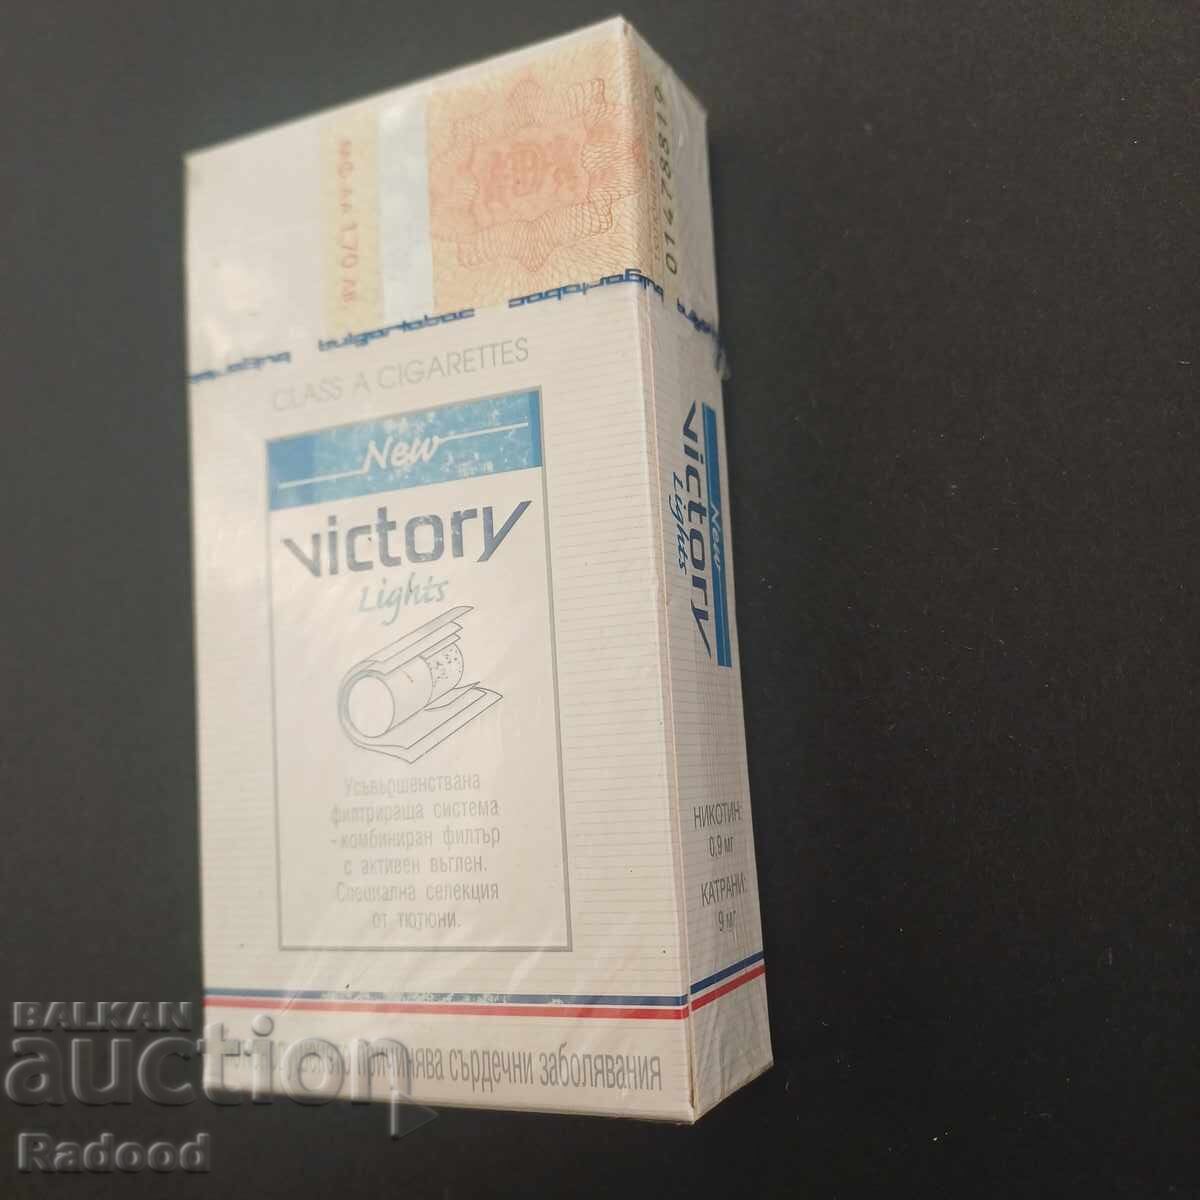 01478819
bulgartabac
CLASS A CIGARETTES
New
victory
Lights
Усъвършенствана
филтрираща система
-комбиниран филтър
с активен въглен.
Специална селекция
от тютюни.
причинява сърдечни заболявания
New
victory
Lights
НИКОТИН:
0,9 мг
КАТРАНИ:
9 мг
BALKAN
auction
Radood